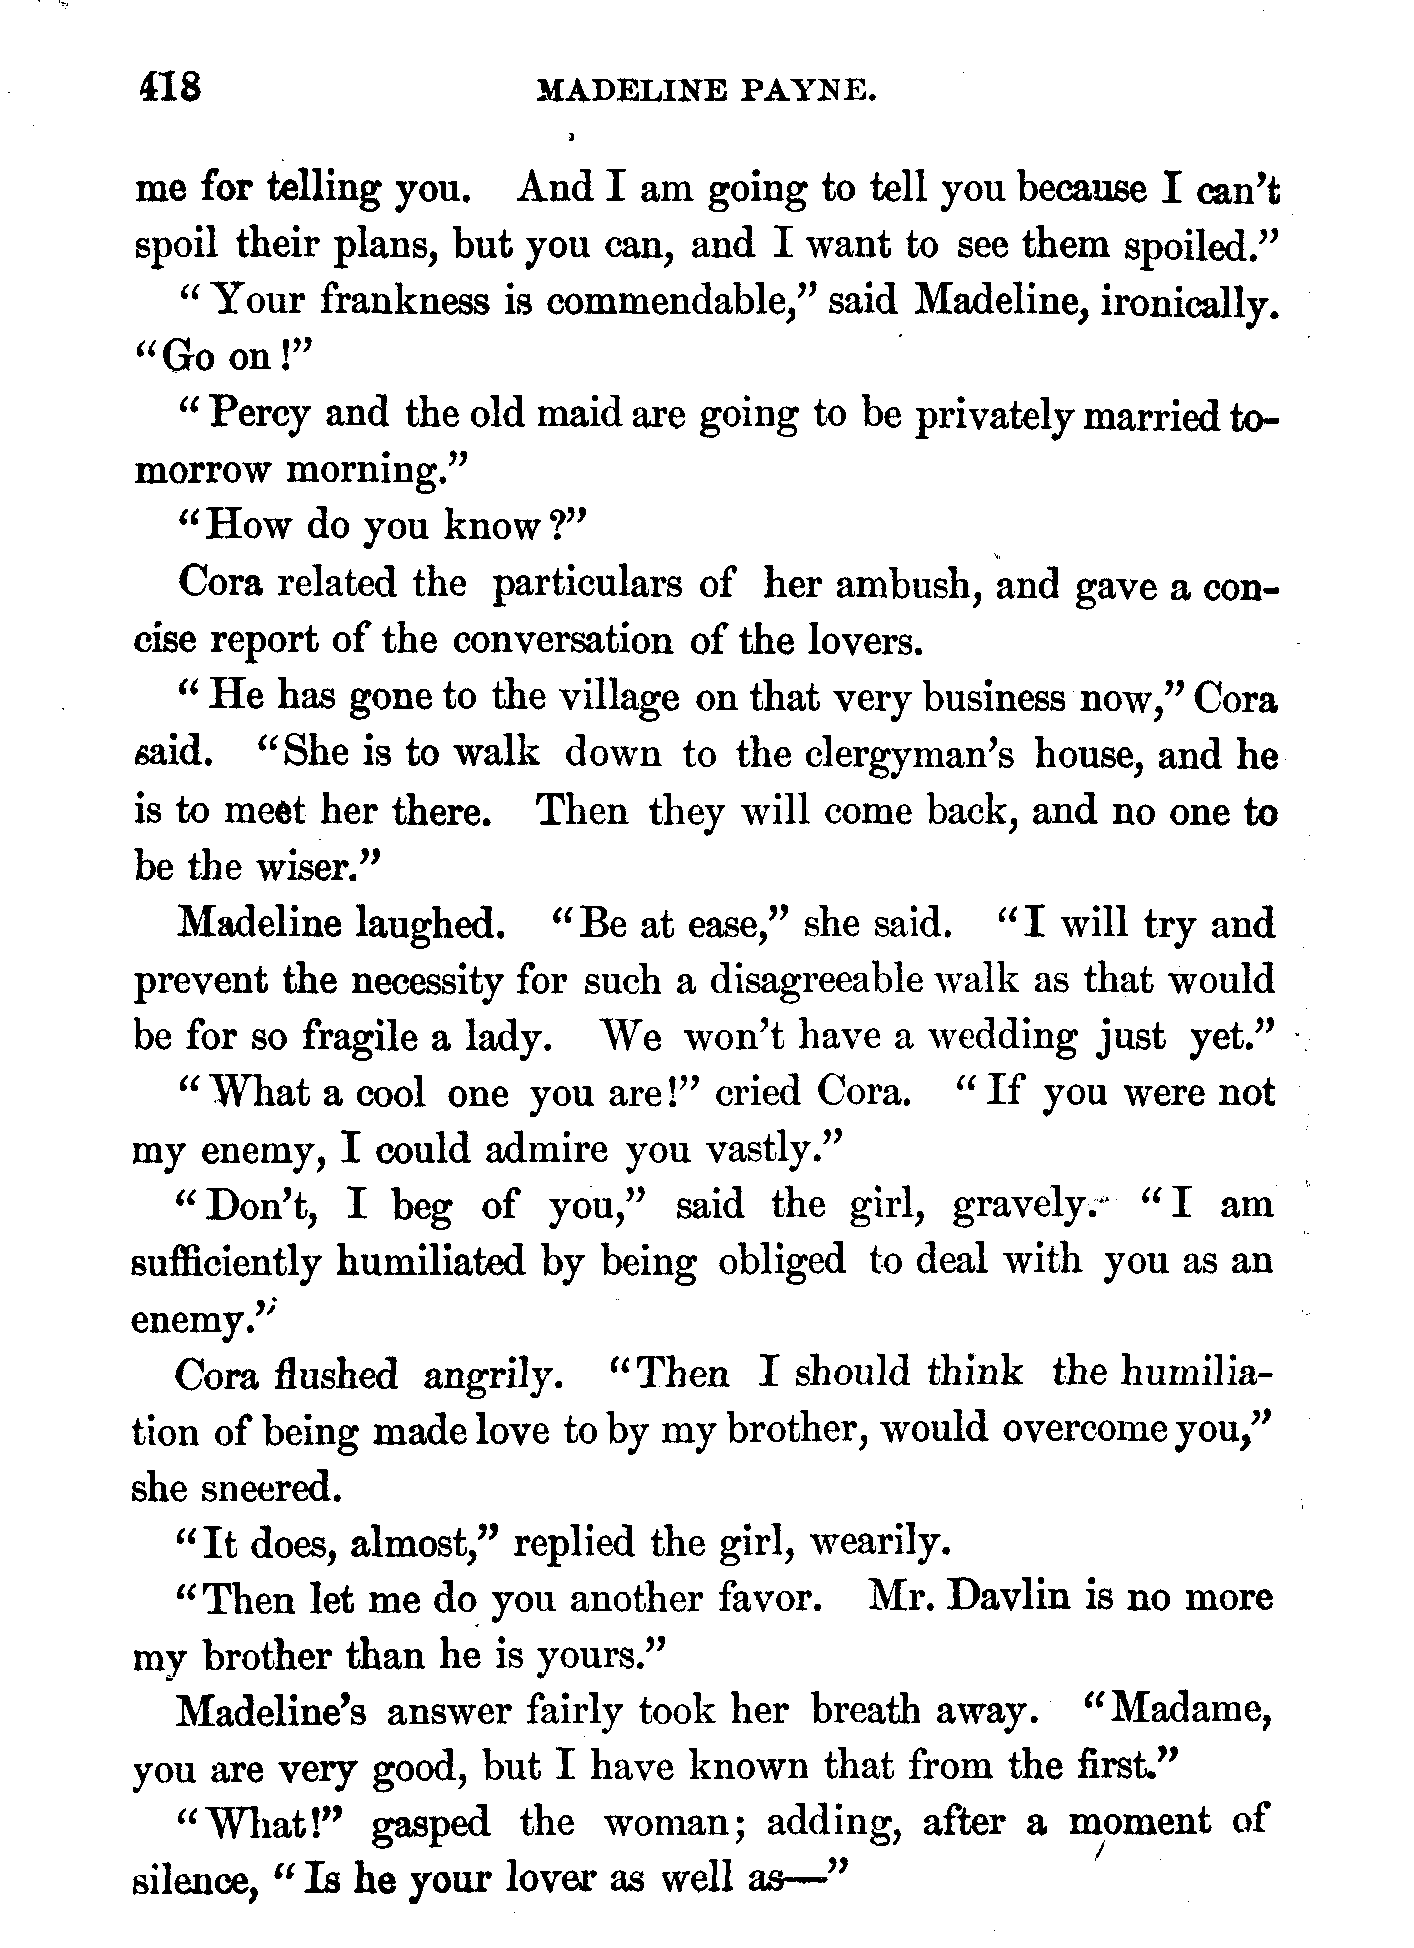 418 MADELINE PAYNE.
me for telling you. And I am going to tell you because I can't
spoil their plans, but you can, and I want to see them spoiled."
"Your frankness is commendable," said Madeline, ironically.
"Go on!"
"Percy and the old maid are going to be privately married to-
morrow morning."
"How do you know?"
Cora related the particulars of her ambush, and gave a con-
cise report of the conversation of the lovers.
"He has gone to the village on that very business now," Cora
said. "She is to walk down to the clergyman's house, and he
is to meet her there. Then they will come back, and no one to
be the wiser."
Madeline laughed. "Be at ease," she said. "I will try and
prevent the necessity for such a disagreeable walk as that would
be for so fragile a lady. We won't have a wedding just yet."
"What a cool one you are!" cried Cora. "If you were not
my enemy, I could admire you vastly."
"Don't, I beg of you," said the girl, gravely. "I am
sufficiently humiliated by being obliged to deal with you as an
enemy."
Cora flushed angrily. "Then I should think the humilia-
tion of being made love to by my brother, would overcome you,"
she sneered.
"It does, almost," replied the girl, wearily.
"Then let me do you another favor. Mr. Davlin is no more
my brother than he is yours."
Madeline's answer fairly took her breath away. "Madame,
you are very good, but I have known that from the first."
"What!" gasped the woman; adding, after a moment of
silence, "Is he your lover as well as—"